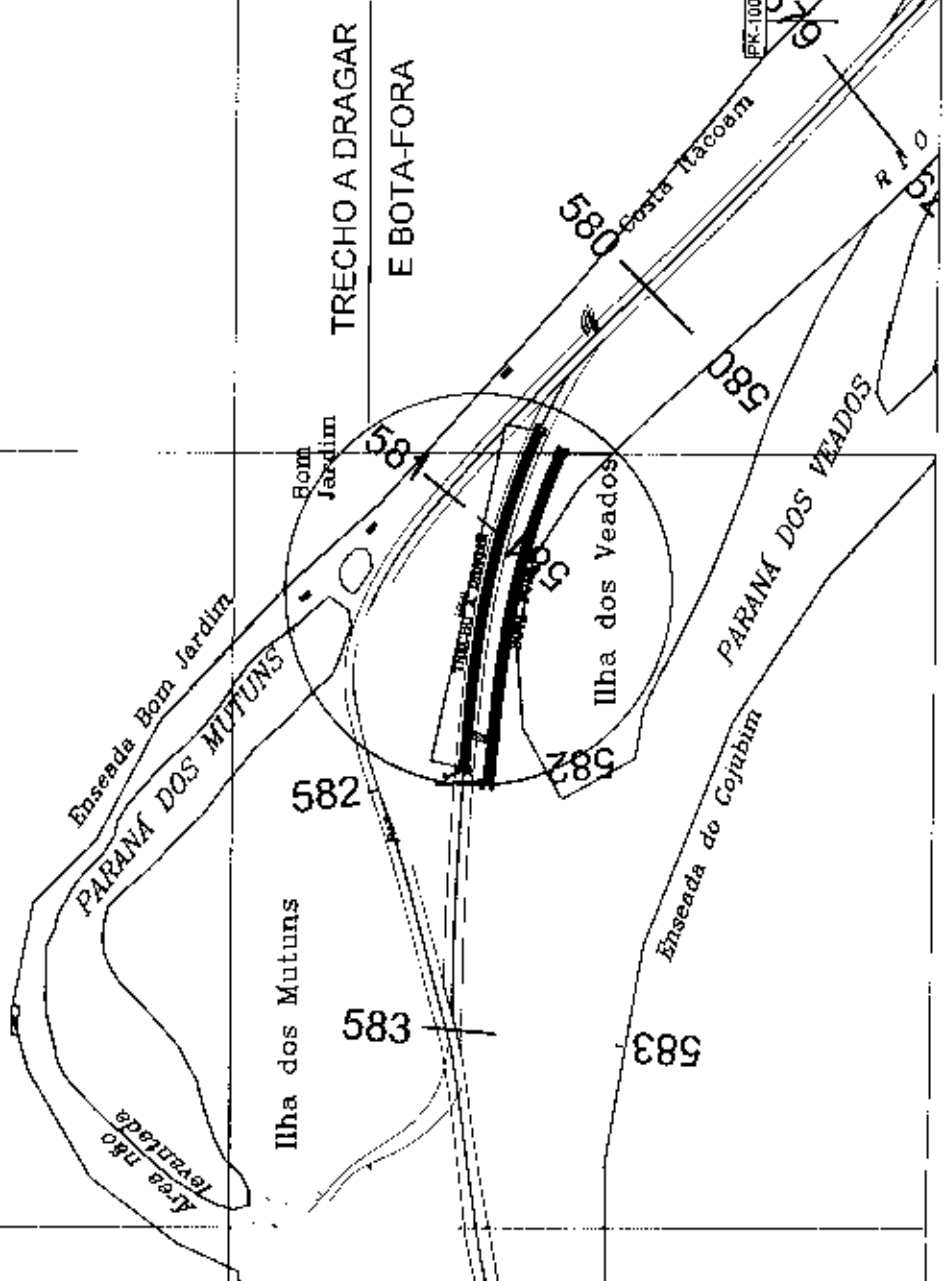 PK-100
579
TRECHO A DRAGAR
E BOTA-FORA
Costa Itacoam
R I O
580
580
Bom
Jardim
581
581
Enseada Bom Jardim
PARANÁ DOS MUTUNS
Ilha dos Veados
PARANÁ DOS VEADOS
582
582
Enseada do Cojubim
Ilha dos Mutuns
583
583
Área não
levantada